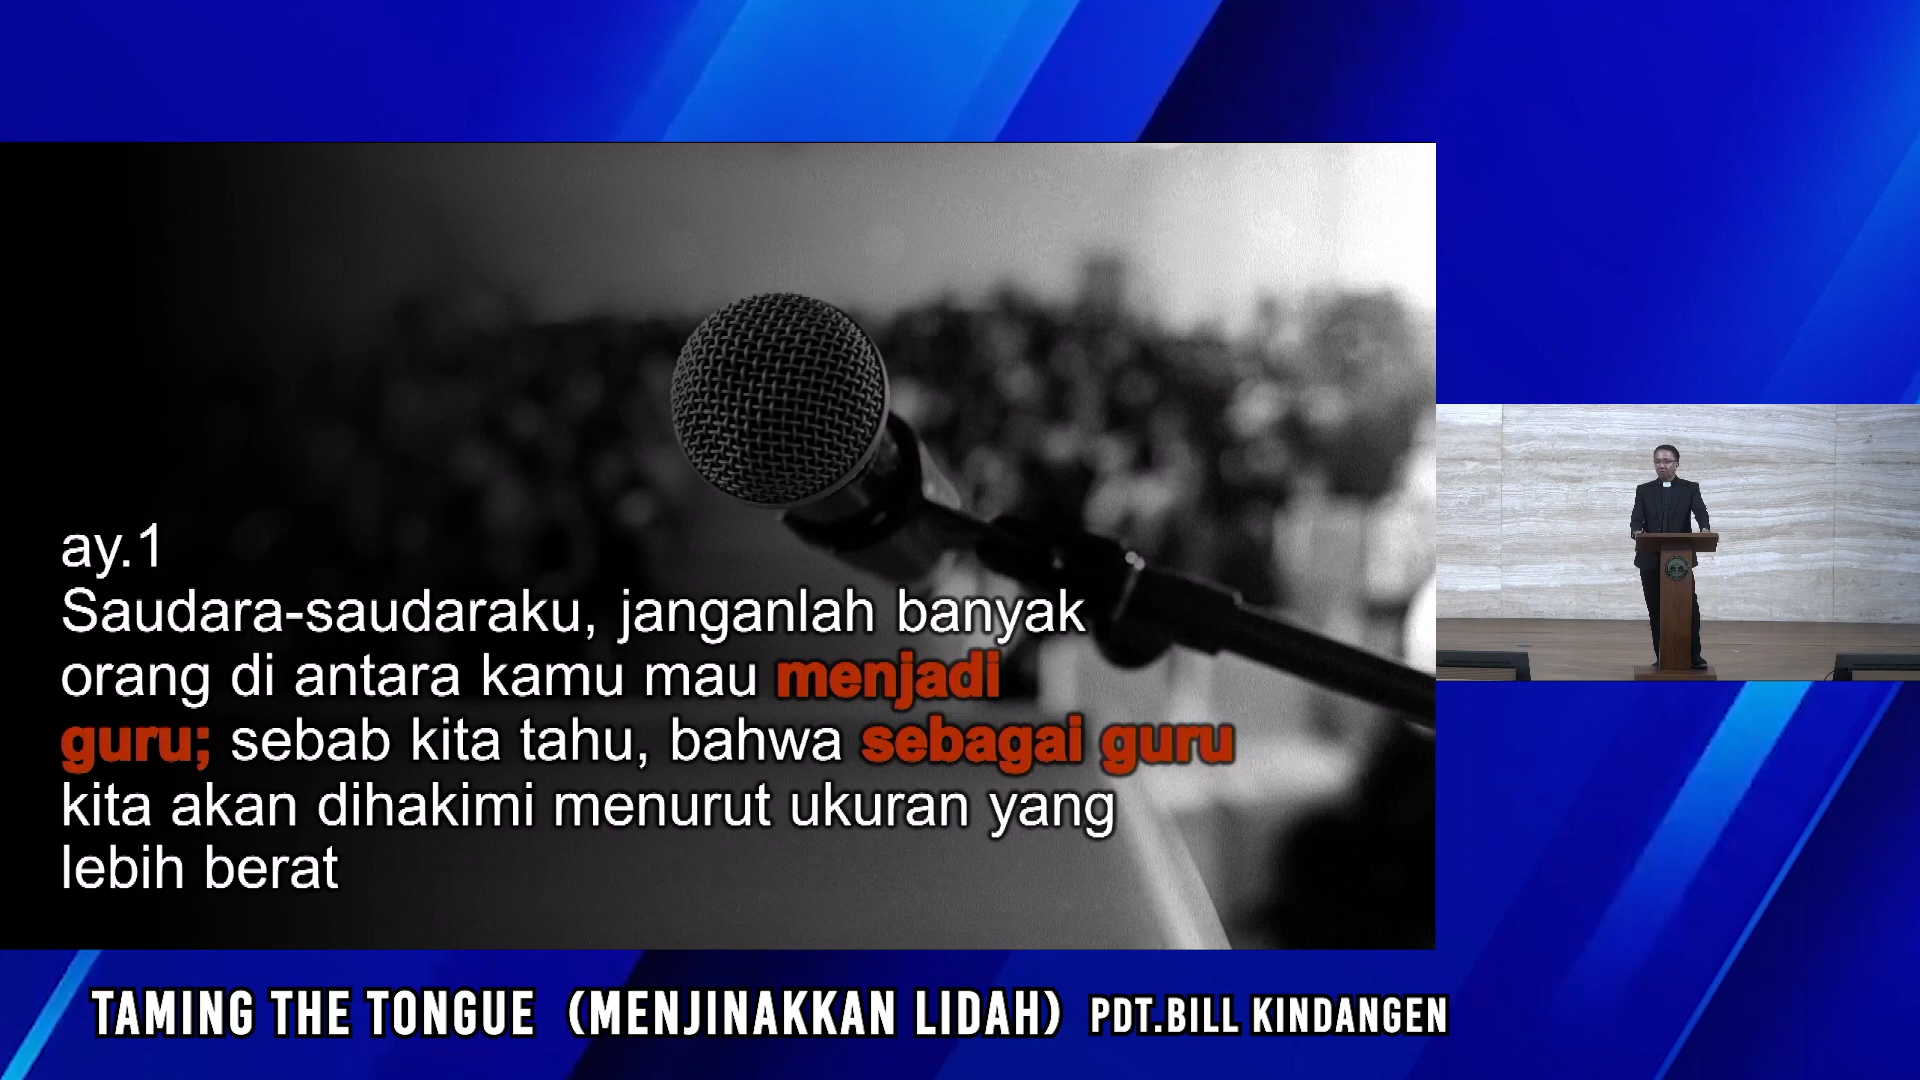 ay.1
Saudara-saudaraku, janganlah banyak
orang di antara kamu mau menjadi
guru; sebab kita tahu, bahwa sebagai guru
kita akan dihakimi menurut ukuran yang
lebih berat
TAMING THE TONGUE (MENJINAKKAN LIDAH) PDT.BILL KINDANGEN